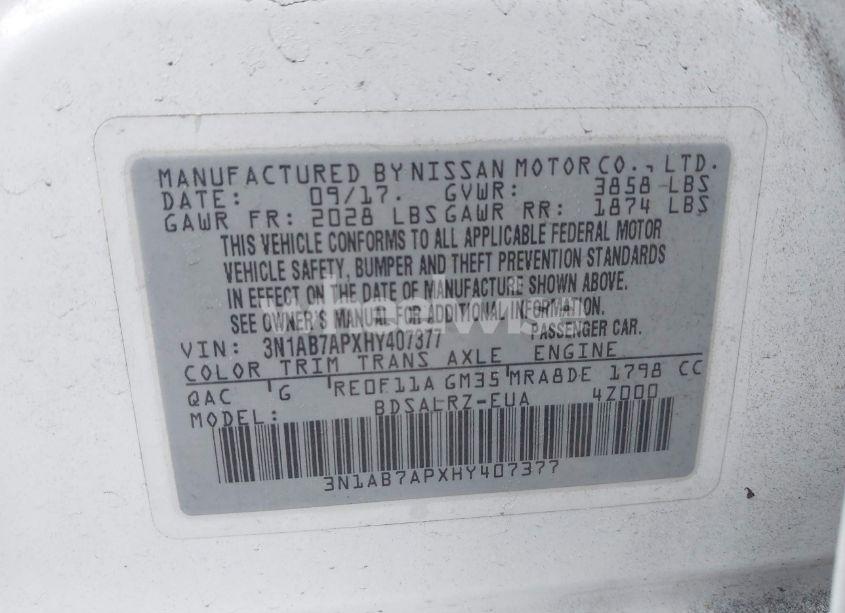 MANUFACTURED BY NISSAN MOTOR CO., LTD.
DATE: 09/17. GVWR: 3858 LBS
GAWR FR: 2028 LBS GAWR RR: 1874 LBS
THIS VEHICLE CONFORMS TO ALL APPLICABLE FEDERAL MOTOR
VEHICLE SAFETY, BUMPER AND THEFT PREVENTION STANDARDS
IN EFFECT ON THE DATE OF MANUFACTURE SHOWN ABOVE.
SEE OWNER'S MANUAL FOR ADDITIONAL INFORMATION.
VIN: 3N1AB7APXHY407377 PASSENGER CAR.
COLOR TRIM TRANS AXLE ENGINE
QAC G RE0F11A GM35 MRA8DE 1798 CC
MODEL: BDSALRZ-EUA 4Z000
3N1AB7APXHY407377